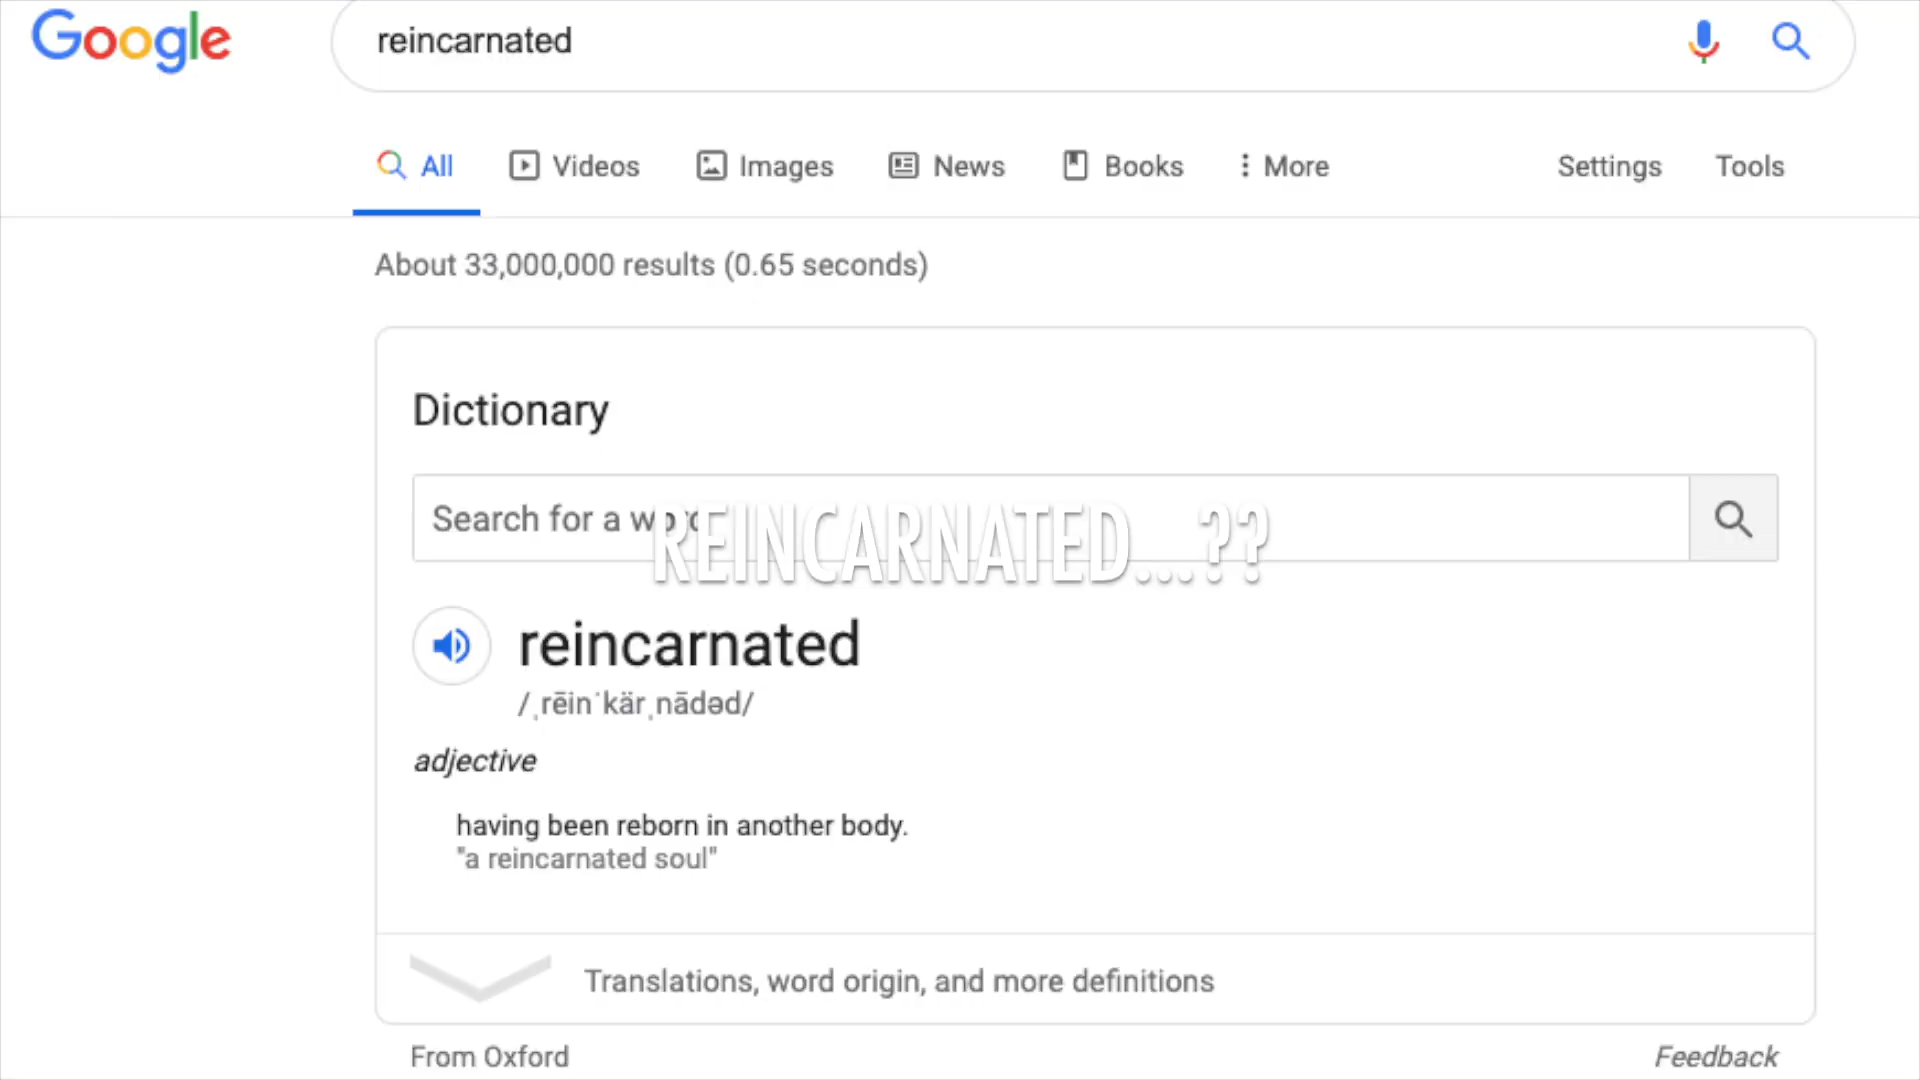 Google reincarnated
All Videos Images News Books More Settings Tools
About 33,000,000 results (0.65 seconds)
Dictionary
Search for a word
REINCARNATED...??
reincarnated
/ˌrēinˈkärˌnādəd/
adjective
having been reborn in another body.
"a reincarnated soul"
Translations, word origin, and more definitions
From Oxford Feedback